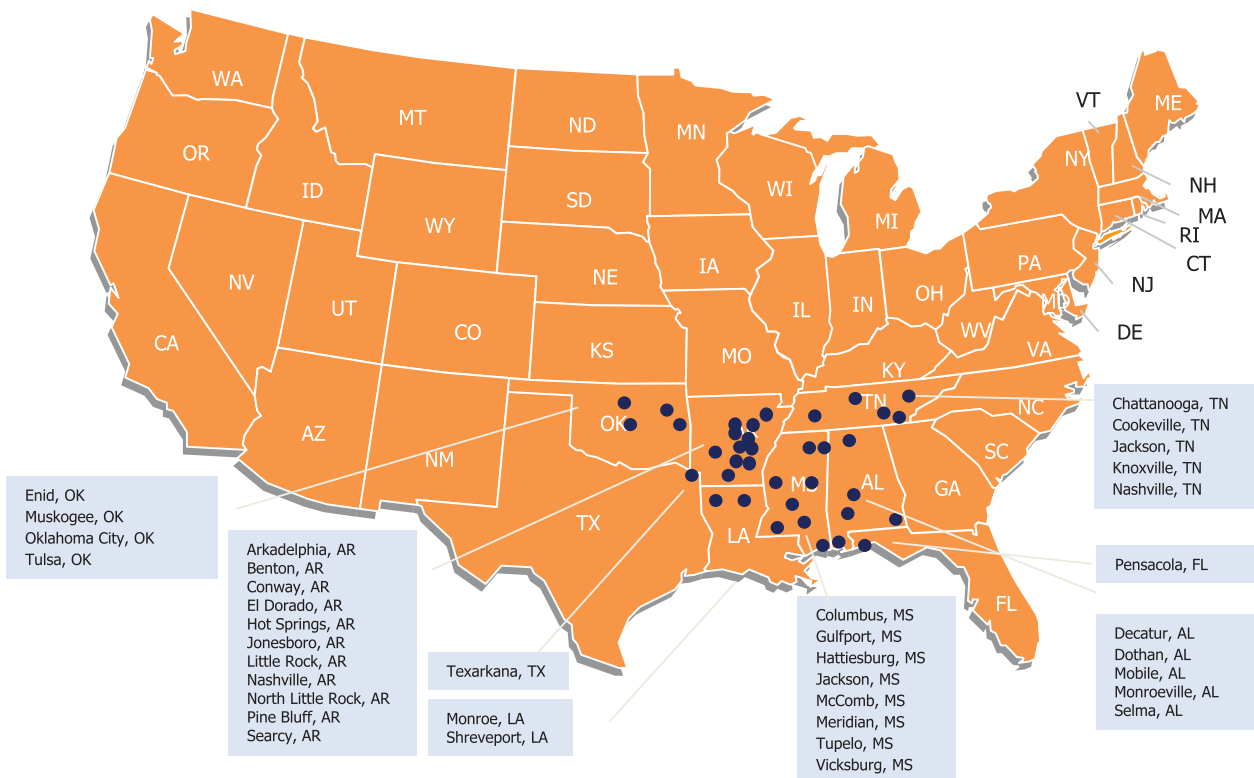 WA
OR
CA
NV
ID
MT
WY
UT
AZ
CO
NM
ND
SD
NE
KS
OK
TX
MN
IA
MO
LA
WI
IL
MI
IN
OH
KY
TN
MS
AL
GA
FL
SC
NC
VA
WV
PA
NY
MD
ME
VT
NH
MA
RI
CT
NJ
DE
Enid, OK
Muskogee, OK
Oklahoma City, OK
Tulsa, OK
Arkadelphia, AR
Benton, AR
Conway, AR
El Dorado, AR
Hot Springs, AR
Jonesboro, AR
Little Rock, AR
Nashville, AR
North Little Rock, AR
Pine Bluff, AR
Searcy, AR
Texarkana, TX
Monroe, LA
Shreveport, LA
Columbus, MS
Gulfport, MS
Hattiesburg, MS
Jackson, MS
McComb, MS
Meridian, MS
Tupelo, MS
Vicksburg, MS
Chattanooga, TN
Cookeville, TN
Jackson, TN
Knoxville, TN
Nashville, TN
Pensacola, FL
Decatur, AL
Dothan, AL
Mobile, AL
Monroeville, AL
Selma, AL